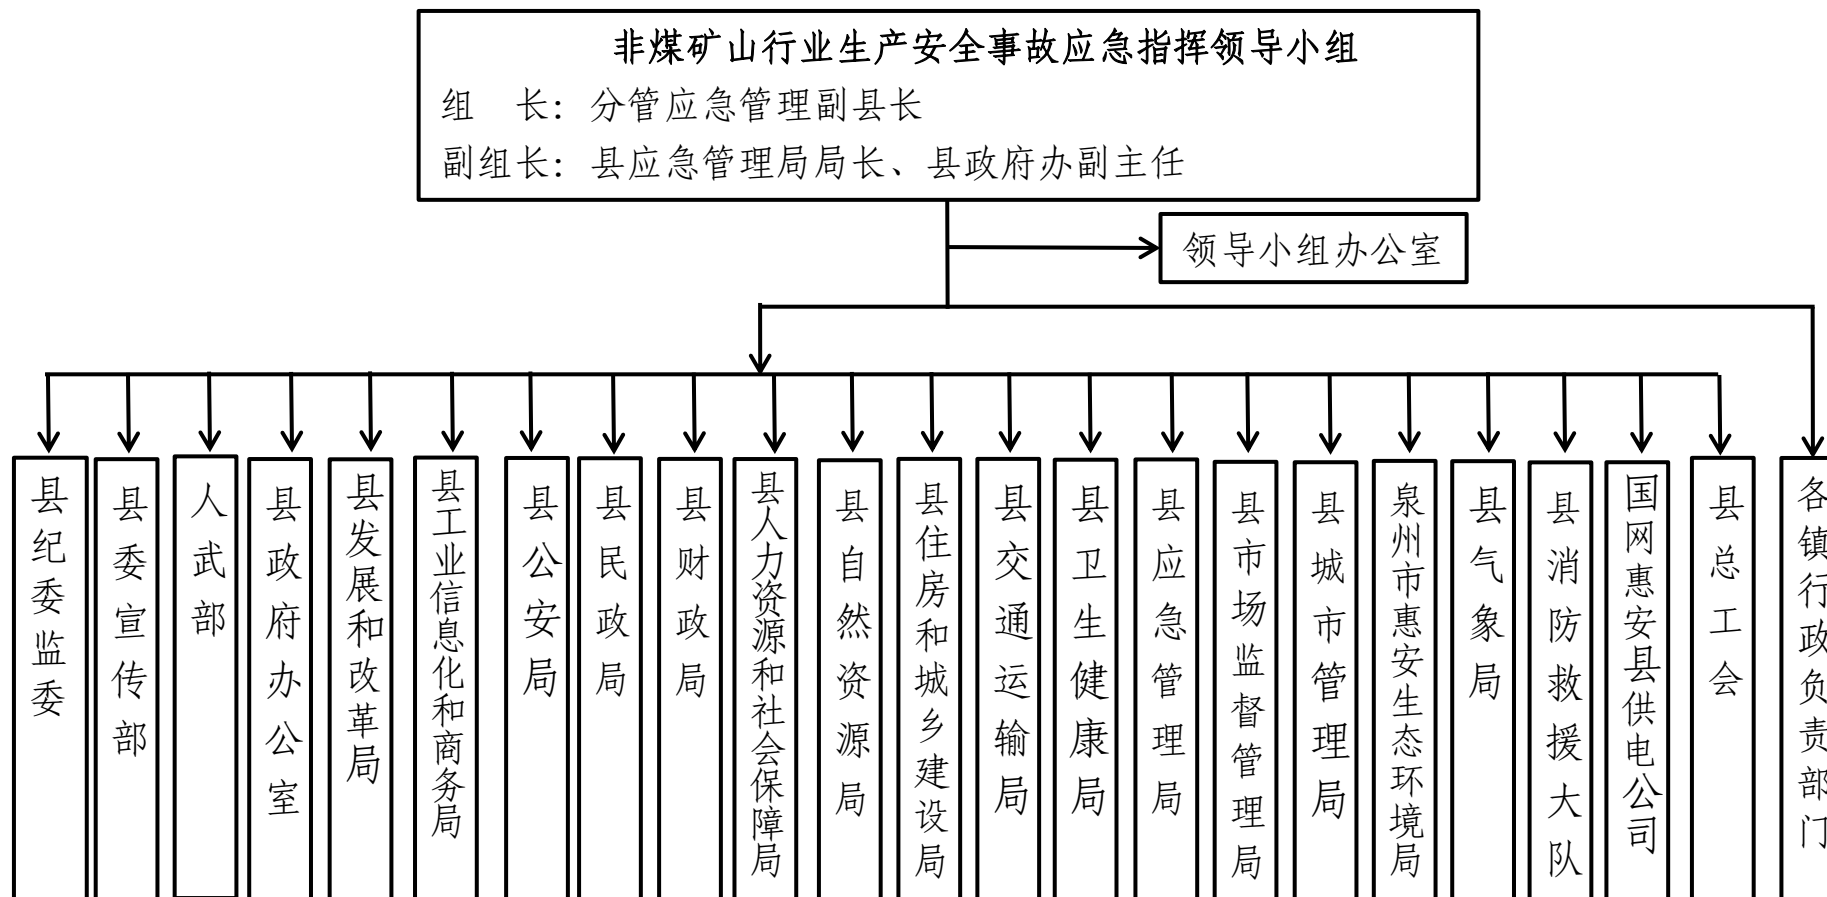 非煤矿山行业生产安全事故应急指挥领导小组
组　长：分管应急管理副县长
副组长：县应急管理局局长、县政府办副主任
领导小组办公室
县纪委监委
县委宣传部
人武部
县政府办公室
县发展和改革局
县工业信息化和商务局
县公安局
县民政局
县财政局
县人力资源和社会保障局
县自然资源局
县住房和城乡建设局
县交通运输局
县卫生健康局
县应急管理局
县市场监督管理局
县城市管理局
泉州市惠安生态环境局
县气象局
县消防救援大队
国网惠安县供电公司
县总工会
各镇行政负责部门